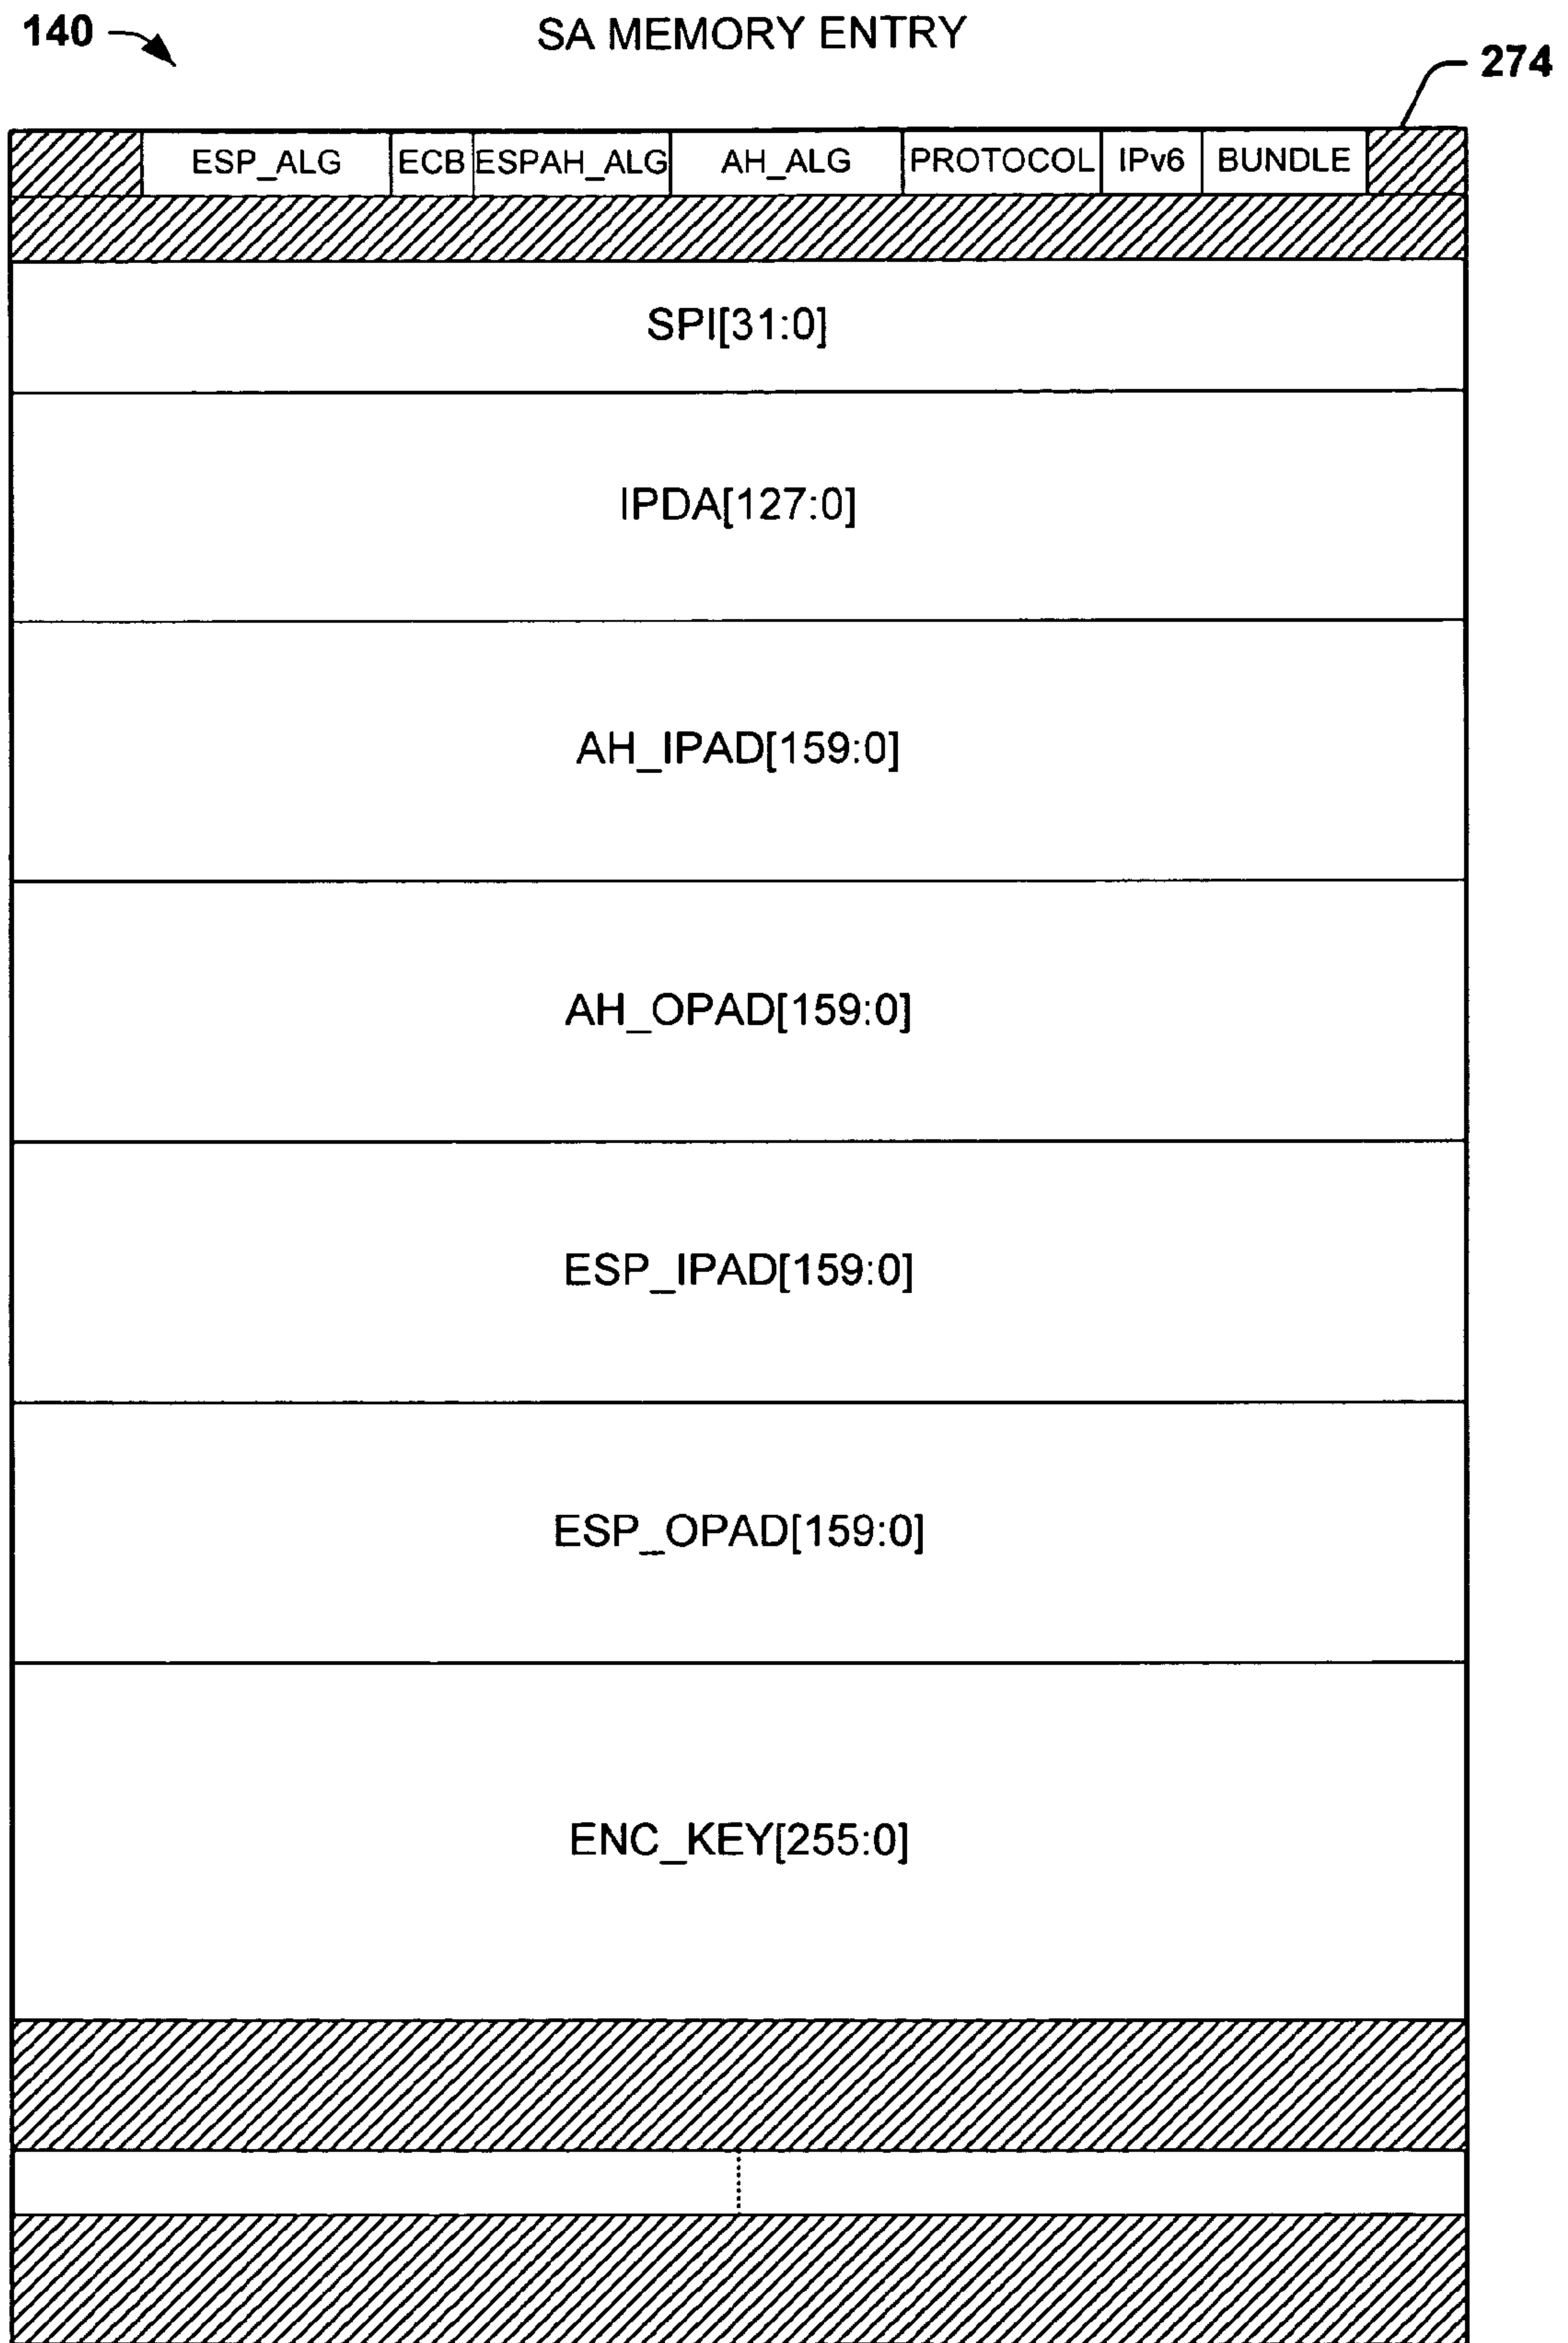 140 SA MEMORY ENTRY
274
ESP_ALG ECB ESPAH_ALG AH_ALG PROTOCOL IPv6 BUNDLE
SPI[31:0]
IPDA[127:0]
AH_IPAD[159:0]
AH_OPAD[159:0]
ESP_IPAD[159:0]
ESP_OPAD[159:0]
ENC_KEY[255:0]